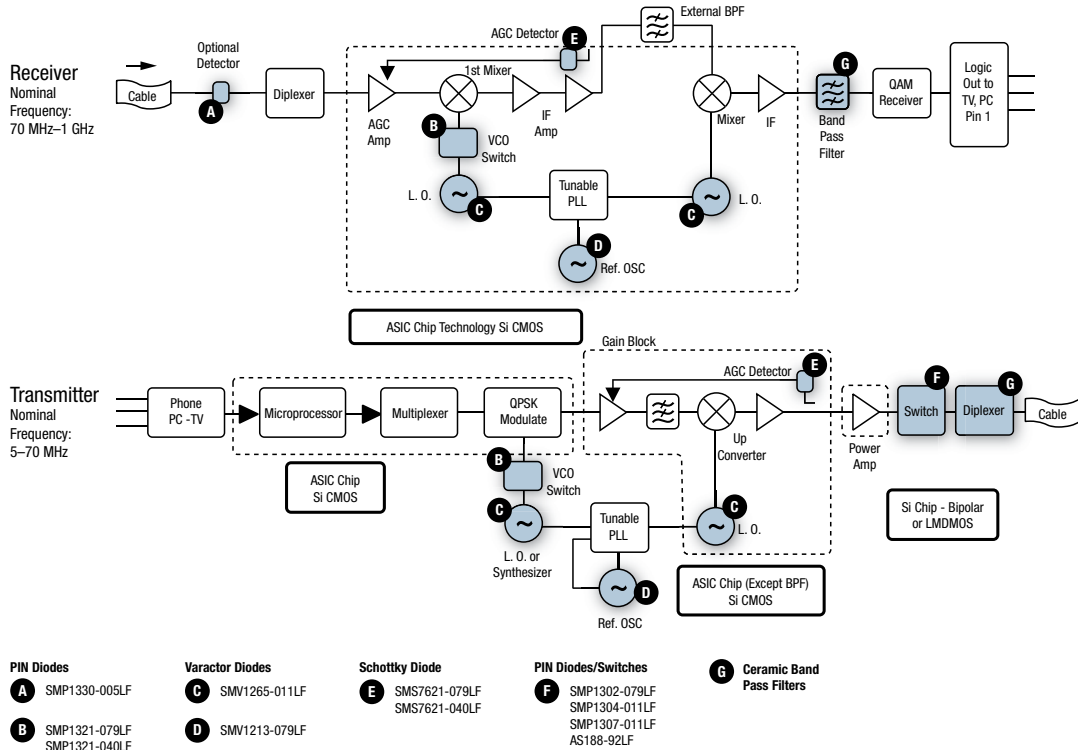 Receiver
Nominal
Frequency:
70 MHz–1 GHz
Cable
Optional
Detector
A
Diplexer
AGC Detector
E
AGC
Amp
1st Mixer
IF
Amp
External BPF
B
VCO
Switch
L. O.
C
Tunable
PLL
D
Ref. OSC
Mixer
IF
C
L. O.
G
Band
Pass
Filter
QAM
Receiver
Logic
Out to
TV, PC
Pin 1
ASIC Chip Technology Si CMOS
Transmitter
Nominal
Frequency:
5–70 MHz
Phone
PC -TV
Microprocessor
Multiplexer
QPSK
Modulate
ASIC Chip
Si CMOS
B
VCO
Switch
C
L. O. or
Synthesizer
Tunable
PLL
D
Ref. OSC
Gain Block
AGC Detector
E
Up
Converter
C
L. O.
ASIC Chip (Except BPF)
Si CMOS
Power
Amp
F
Switch
G
Diplexer
Cable
Si Chip - Bipolar
or LMDMOS
PIN Diodes
A SMP1330-005LF
B SMP1321-079LF
SMP1321-040LF
Varactor Diodes
C SMV1265-011LF
D SMV1213-079LF
Schottky Diode
E SMS7621-079LF
SMS7621-040LF
PIN Diodes/Switches
F SMP1302-079LF
SMP1304-011LF
SMP1307-011LF
AS188-92LF
G Ceramic Band
Pass Filters